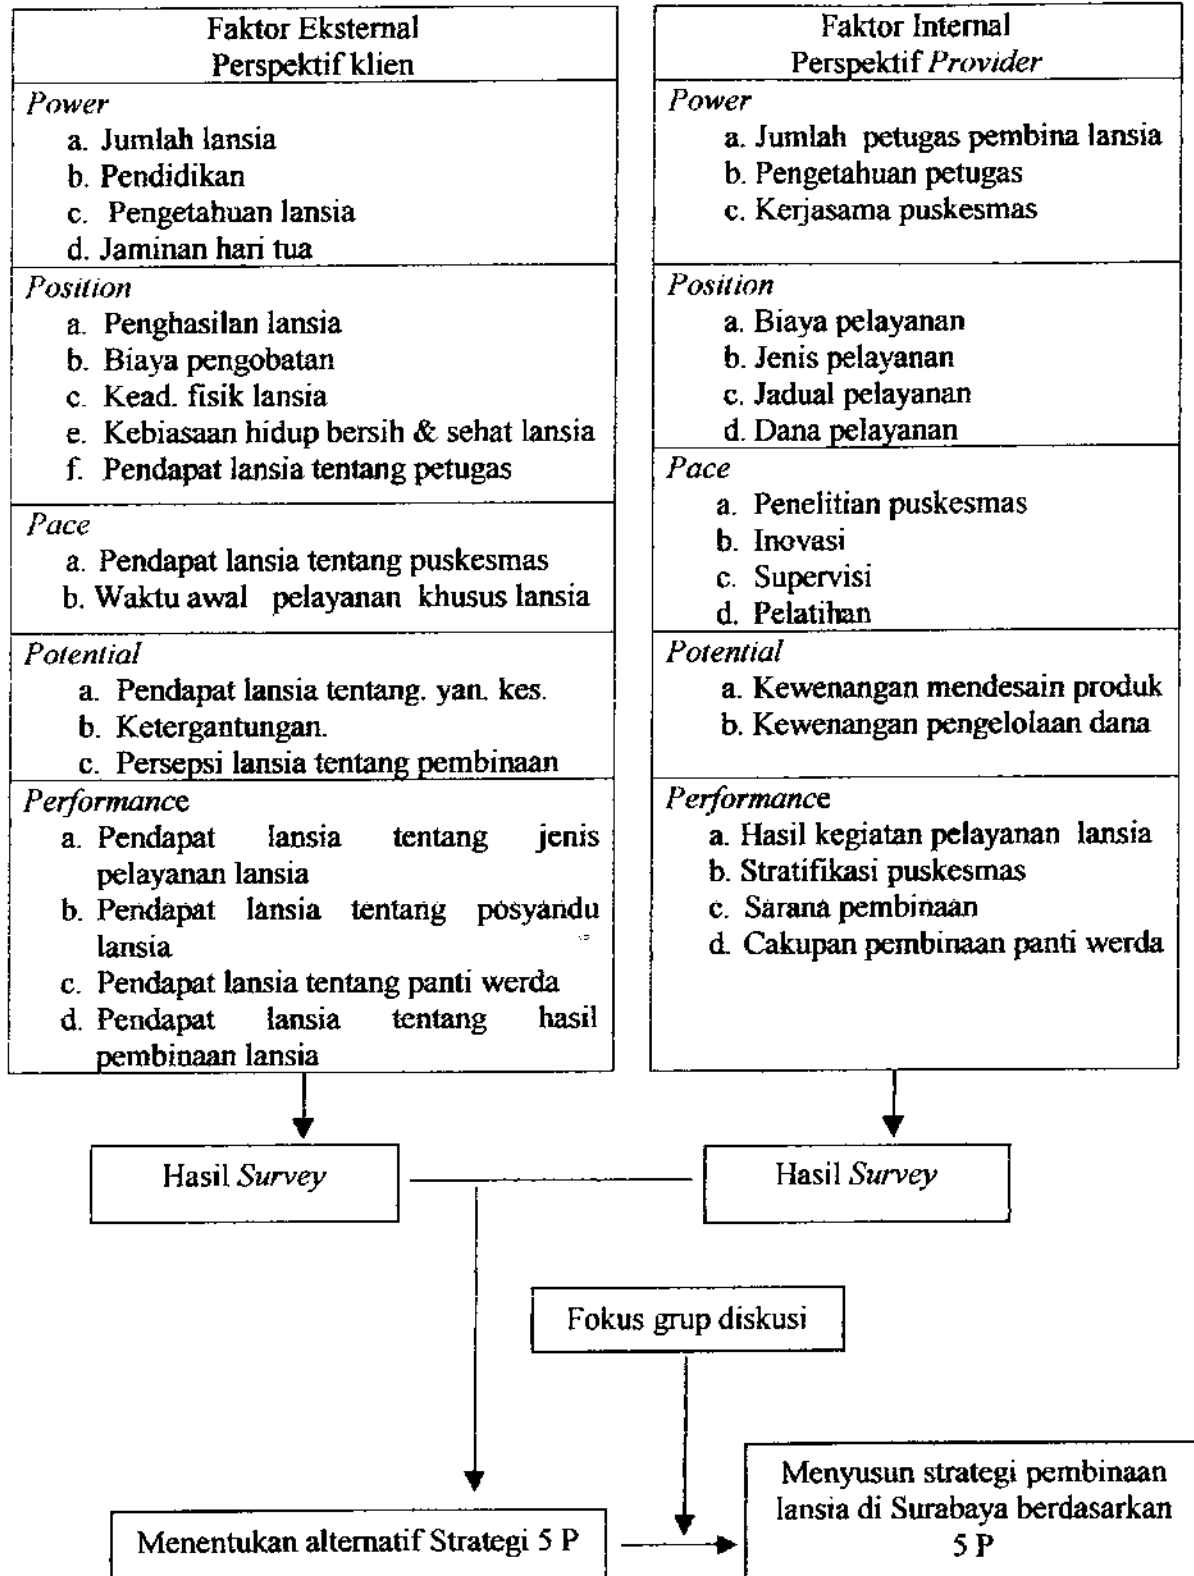 Faktor Eksternal
Perspektif klien
Power
a. Jumlah lansia
b. Pendidikan
c. Pengetahuan lansia
d. Jaminan hari tua
Position
a. Penghasilan lansia
b. Biaya pengobatan
c. Kead. fisik lansia
e. Kebiasaan hidup bersih & sehat lansia
f. Pendapat lansia tentang petugas
Pace
a. Pendapat lansia tentang puskesmas
b. Waktu awal pelayanan khusus lansia
Potential
a. Pendapat lansia tentang. yan. kes.
b. Ketergantungan.
c. Persepsi lansia tentang pembinaan
Performance
a. Pendapat lansia tentang jenis
pelayanan lansia
b. Pendapat lansia tentang posyandu
lansia
c. Pendapat lansia tentang panti werda
d. Pendapat lansia tentang hasil
pembinaan lansia
Faktor Internal
Perspektif Provider
Power
a. Jumlah petugas pembina lansia
b. Pengetahuan petugas
c. Kerjasama puskesmas
Position
a. Biaya pelayanan
b. Jenis pelayanan
c. Jadual pelayanan
d. Dana pelayanan
Pace
a. Penelitian puskesmas
b. Inovasi
c. Supervisi
d. Pelatihan
Potential
a. Kewenangan mendesain produk
b. Kewenangan pengelolaan dana
Performance
a. Hasil kegiatan pelayanan lansia
b. Stratifikasi puskesmas
c. Sarana pembinaan
d. Cakupan pembinaan panti werda
Hasil Survey
Hasil Survey
Fokus grup diskusi
Menentukan alternatif Strategi 5 P
Menyusun strategi pembinaan
lansia di Surabaya berdasarkan
5 P